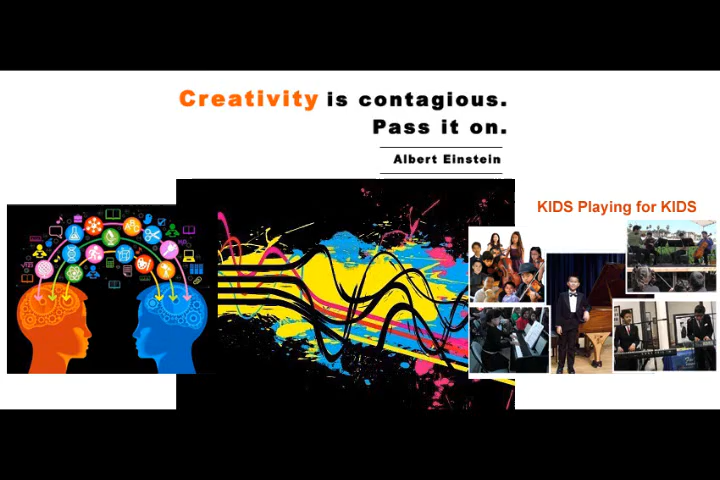 Creativity is contagious.
Pass it on.
Albert Einstein
KIDS Playing for KIDS